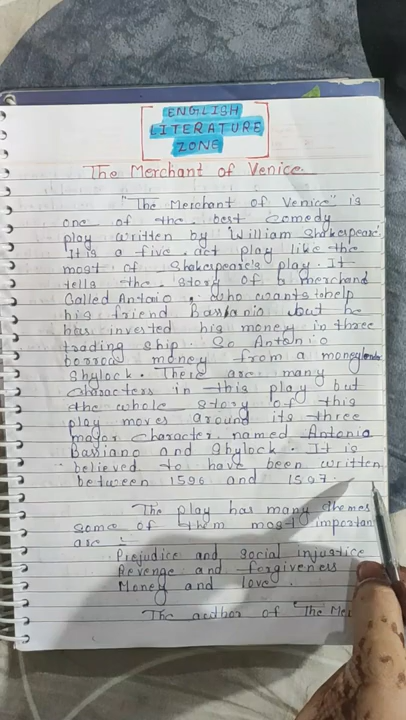 ENGLISH
LITERATURE
ZONE
The Merchant of Venice.
"The Merchant of Venice" is
one of the best comedy
play written by William Shakespeare.
It is a five act play like the
most of Shakespeare's play. It
tells the story of a merchant
Called Antoio. who wants to help
his friend Bassanio but he
has invested his money in three
trading ship. So Antonio
borrow money from a moneylender
Shylock. There are many
characters in this play but
the whole story of this
play moves around its three
major character named Antonio
Bassiano and Shylock. It is
believed to have been written
between 1596 and 1597.
The play has many themes
some of them most important
are :
Prejudice and social injustice
Revenge and forgiveness
Money and love.
The author of "The Mer